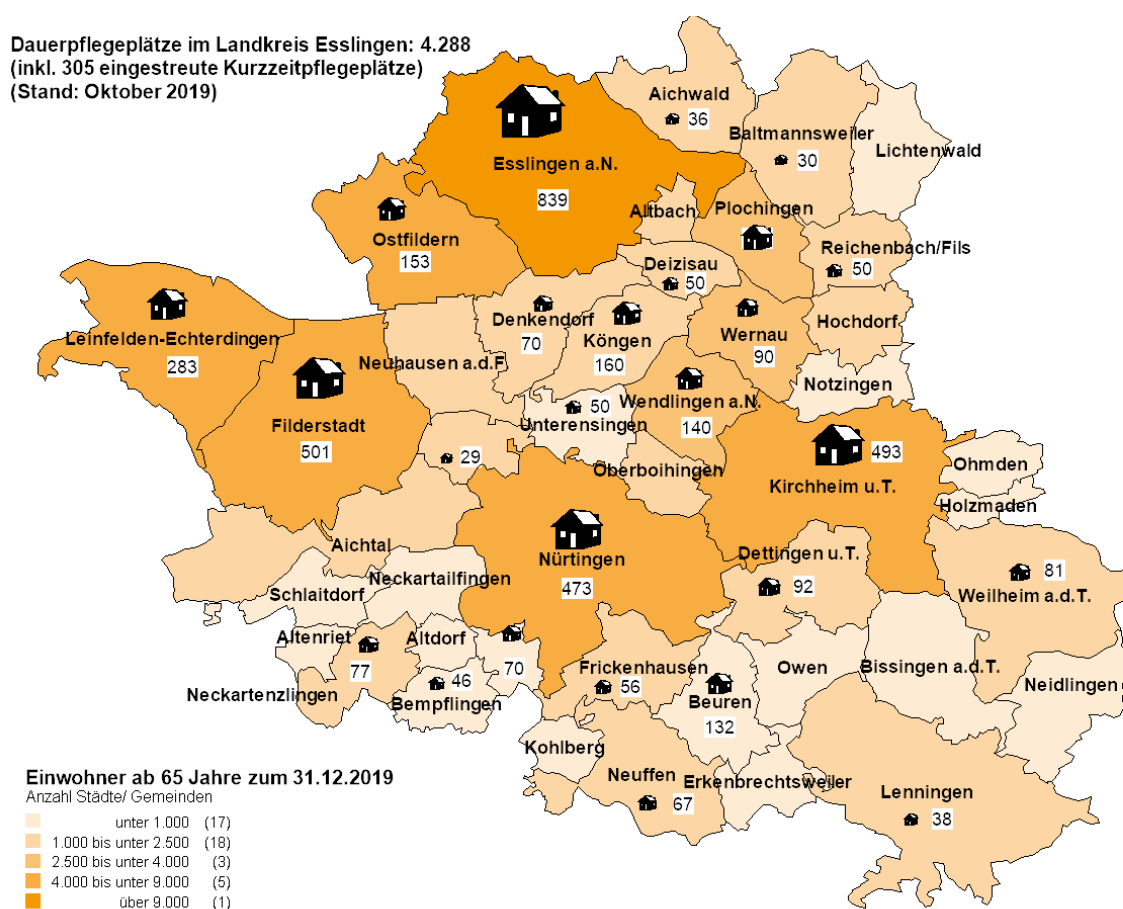 Dauerpflegeplätze im Landkreis Esslingen: 4.288
(inkl. 305 eingestreute Kurzzeitpflegeplätze)
(Stand: Oktober 2019)
Aichwald
36
Baltmannsweiler
30
Lichtenwald
Esslingen a.N.
839
Altbach
Plochingen
Ostfildern
153
Reichenbach/Fils
50
Deizisau
50
Leinfelden-Echterdingen
283
Denkendorf
70
Köngen
160
Wernau
90
Hochdorf
Neuhausen a.d.F.
Notzingen
Filderstadt
501
50
Unterensingen
Wendlingen a.N.
140
29
Oberboihingen
493
Kirchheim u.T.
Ohmden
Holzmaden
Aichtal
Nürtingen
473
Dettingen u.T.
92
81
Weilheim a.d.T.
Neckartailfingen
Schlaitdorf
Altenriet
77
Altdorf
46
70
Frickenhausen
56
Owen
Bissingen a.d.T.
Neidlingen
Neckartenzlingen
Bempflingen
Beuren
132
Kohlberg
Neuffen
67
Erkenbrechtsweiler
Lenningen
38
Einwohner ab 65 Jahre zum 31.12.2019
Anzahl Städte/ Gemeinden
unter 1.000 (17)
1.000 bis unter 2.500 (18)
2.500 bis unter 4.000 (3)
4.000 bis unter 9.000 (5)
über 9.000 (1)